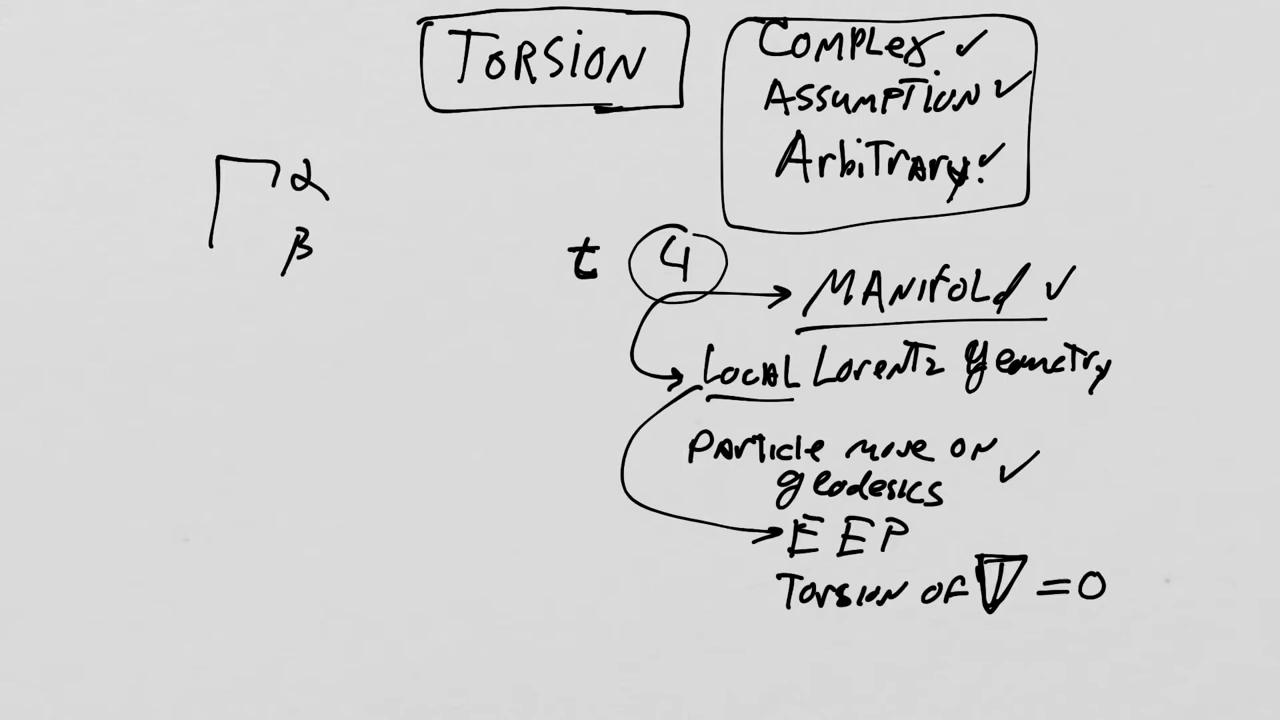 TORSION
COMPLEX ✓
ASSUMPTION ✓
ArbiTrary. ✓
Γ α
β
t 4
MANIFOLD ✓
LOCAL LorenTz Geometry
Particle move on
geodesics ✓
EEP
Torsion of ∇ = 0